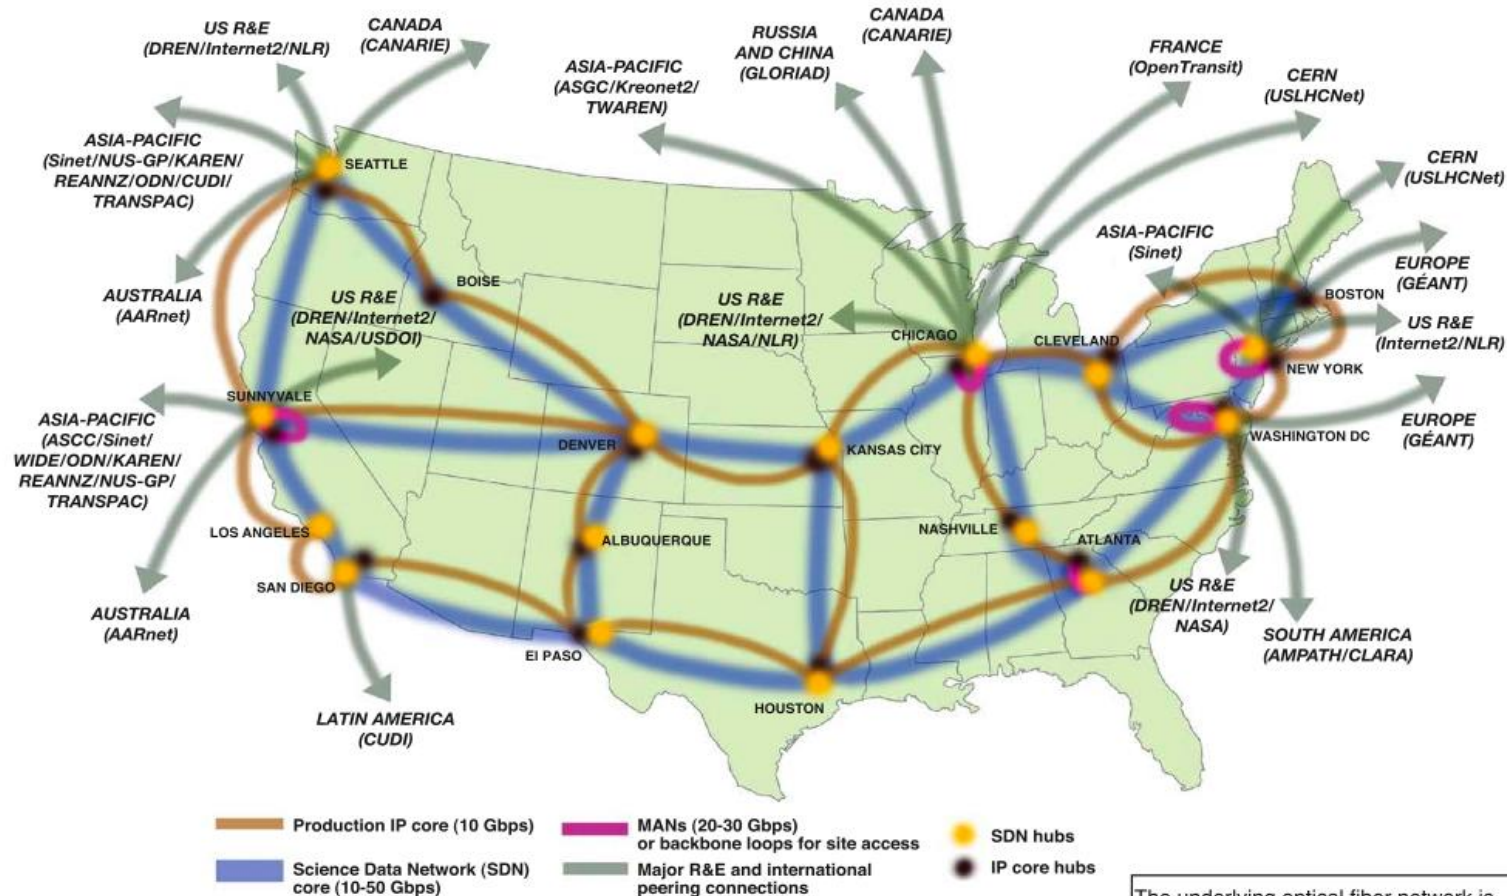 US R&E
(DREN/Internet2/NLR)
CANADA
(CANARIE)
ASIA-PACIFIC
(ASGC/Kreonet2/
TWAREN)
RUSSIA
AND CHINA
(GLORIAD)
CANADA
(CANARIE)
FRANCE
(OpenTransit)
CERN
(USLHCNet)
CERN
(USLHCNet)
ASIA-PACIFIC
(Sinet/NUS-GP/KAREN/
REANNZ/ODN/CUDI/
TRANSPAC)
SEATTLE
AUSTRALIA
(AARnet)
BOISE
US R&E
(DREN/Internet2/
NASA/USDOI)
US R&E
(DREN/Internet2/
NASA/NLR)
CHICAGO
CLEVELAND
ASIA-PACIFIC
(Sinet)
EUROPE
(GÉANT)
BOSTON
US R&E
(Internet2/NLR)
NEW YORK
SUNNYVALE
ASIA-PACIFIC
(ASCC/Sinet/
WIDE/ODN/KAREN/
REANNZ/NUS-GP/
TRANSPAC)
DENVER
KANSAS CITY
WASHINGTON DC
EUROPE
(GÉANT)
LOS ANGELES
ALBUQUERQUE
NASHVILLE
ATLANTA
SAN DIEGO
AUSTRALIA
(AARnet)
EI PASO
HOUSTON
US R&E
(DREN/Internet2/
NASA)
SOUTH AMERICA
(AMPATH/CLARA)
LATIN AMERICA
(CUDI)
Production IP core (10 Gbps)
Science Data Network (SDN)
core (10-50 Gbps)
MANs (20-30 Gbps)
or backbone loops for site access
Major R&E and international
peering connections
SDN hubs
IP core hubs
The underlying optical fiber network is